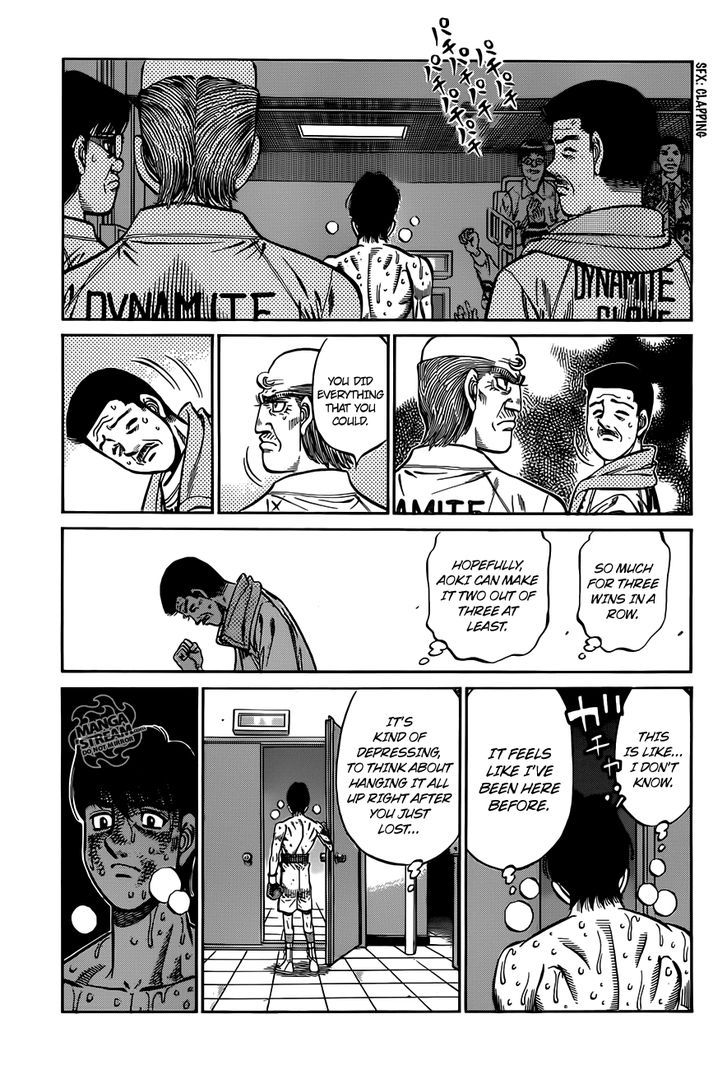 パチ パチ パチ パチ パチ パチ
SFX: CLAPPING
DYNAMITE
DYNAMITE
GLOVE
AMITE
YOU DID
EVERYTHING
THAT YOU
COULD.
SO MUCH
FOR THREE
WINS IN A
ROW.
HOPEFULLY,
AOKI CAN MAKE
IT TWO OUT OF
THREE AT
LEAST.
ガチャッ
THIS
IS LIKE...
I DON'T
KNOW.
IT FEELS
LIKE I'VE
BEEN HERE
BEFORE.
IT'S
KIND OF
DEPRESSING,
TO THINK ABOUT
HANGING IT ALL
UP RIGHT AFTER
YOU JUST
LOST...
MANGA
STREAM